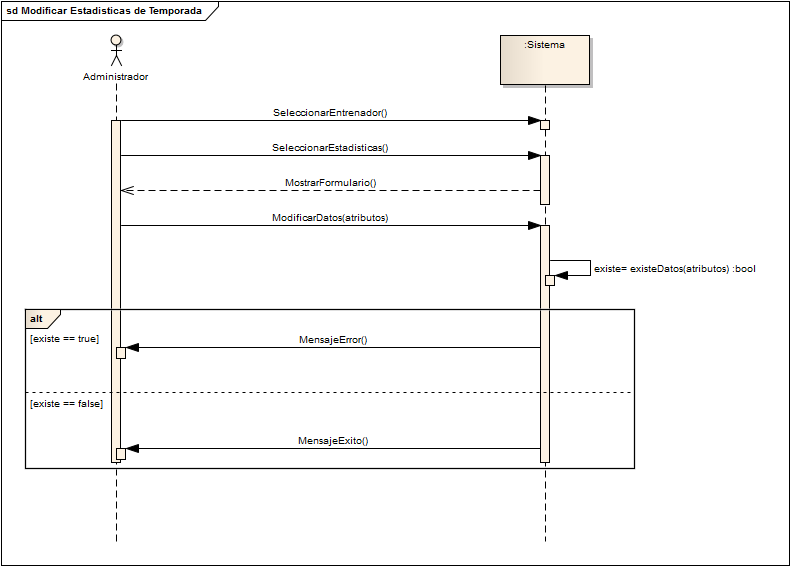 sd Modificar Estadisticas de Temporada
:Sistema
Administrador
SeleccionarEntrenador()
SeleccionarEstadisticas()
MostrarFormulario()
ModificarDatos(atributos)
existe= existeDatos(atributos) :bool
alt
[existe == true]
MensajeError()
[existe == false]
MensajeExito()